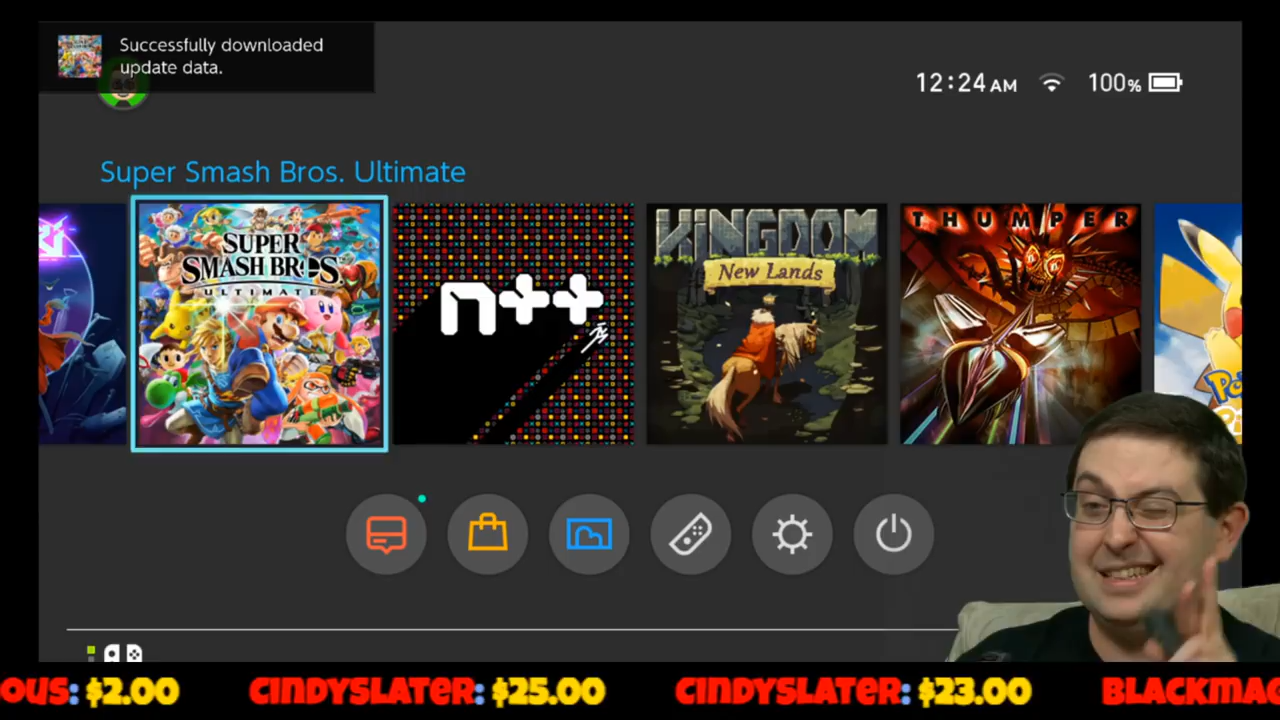 Successfully downloaded
update data.
12:24 AM
100%
Super Smash Bros. Ultimate
SUPER
SMASH BROS.
ULTIMATE
n++
KINGDOM
New Lands
THUMPER
OUS: $2.00 CINDYSLATER: $25.00 CINDYSLATER: $23.00 BLACKMAG